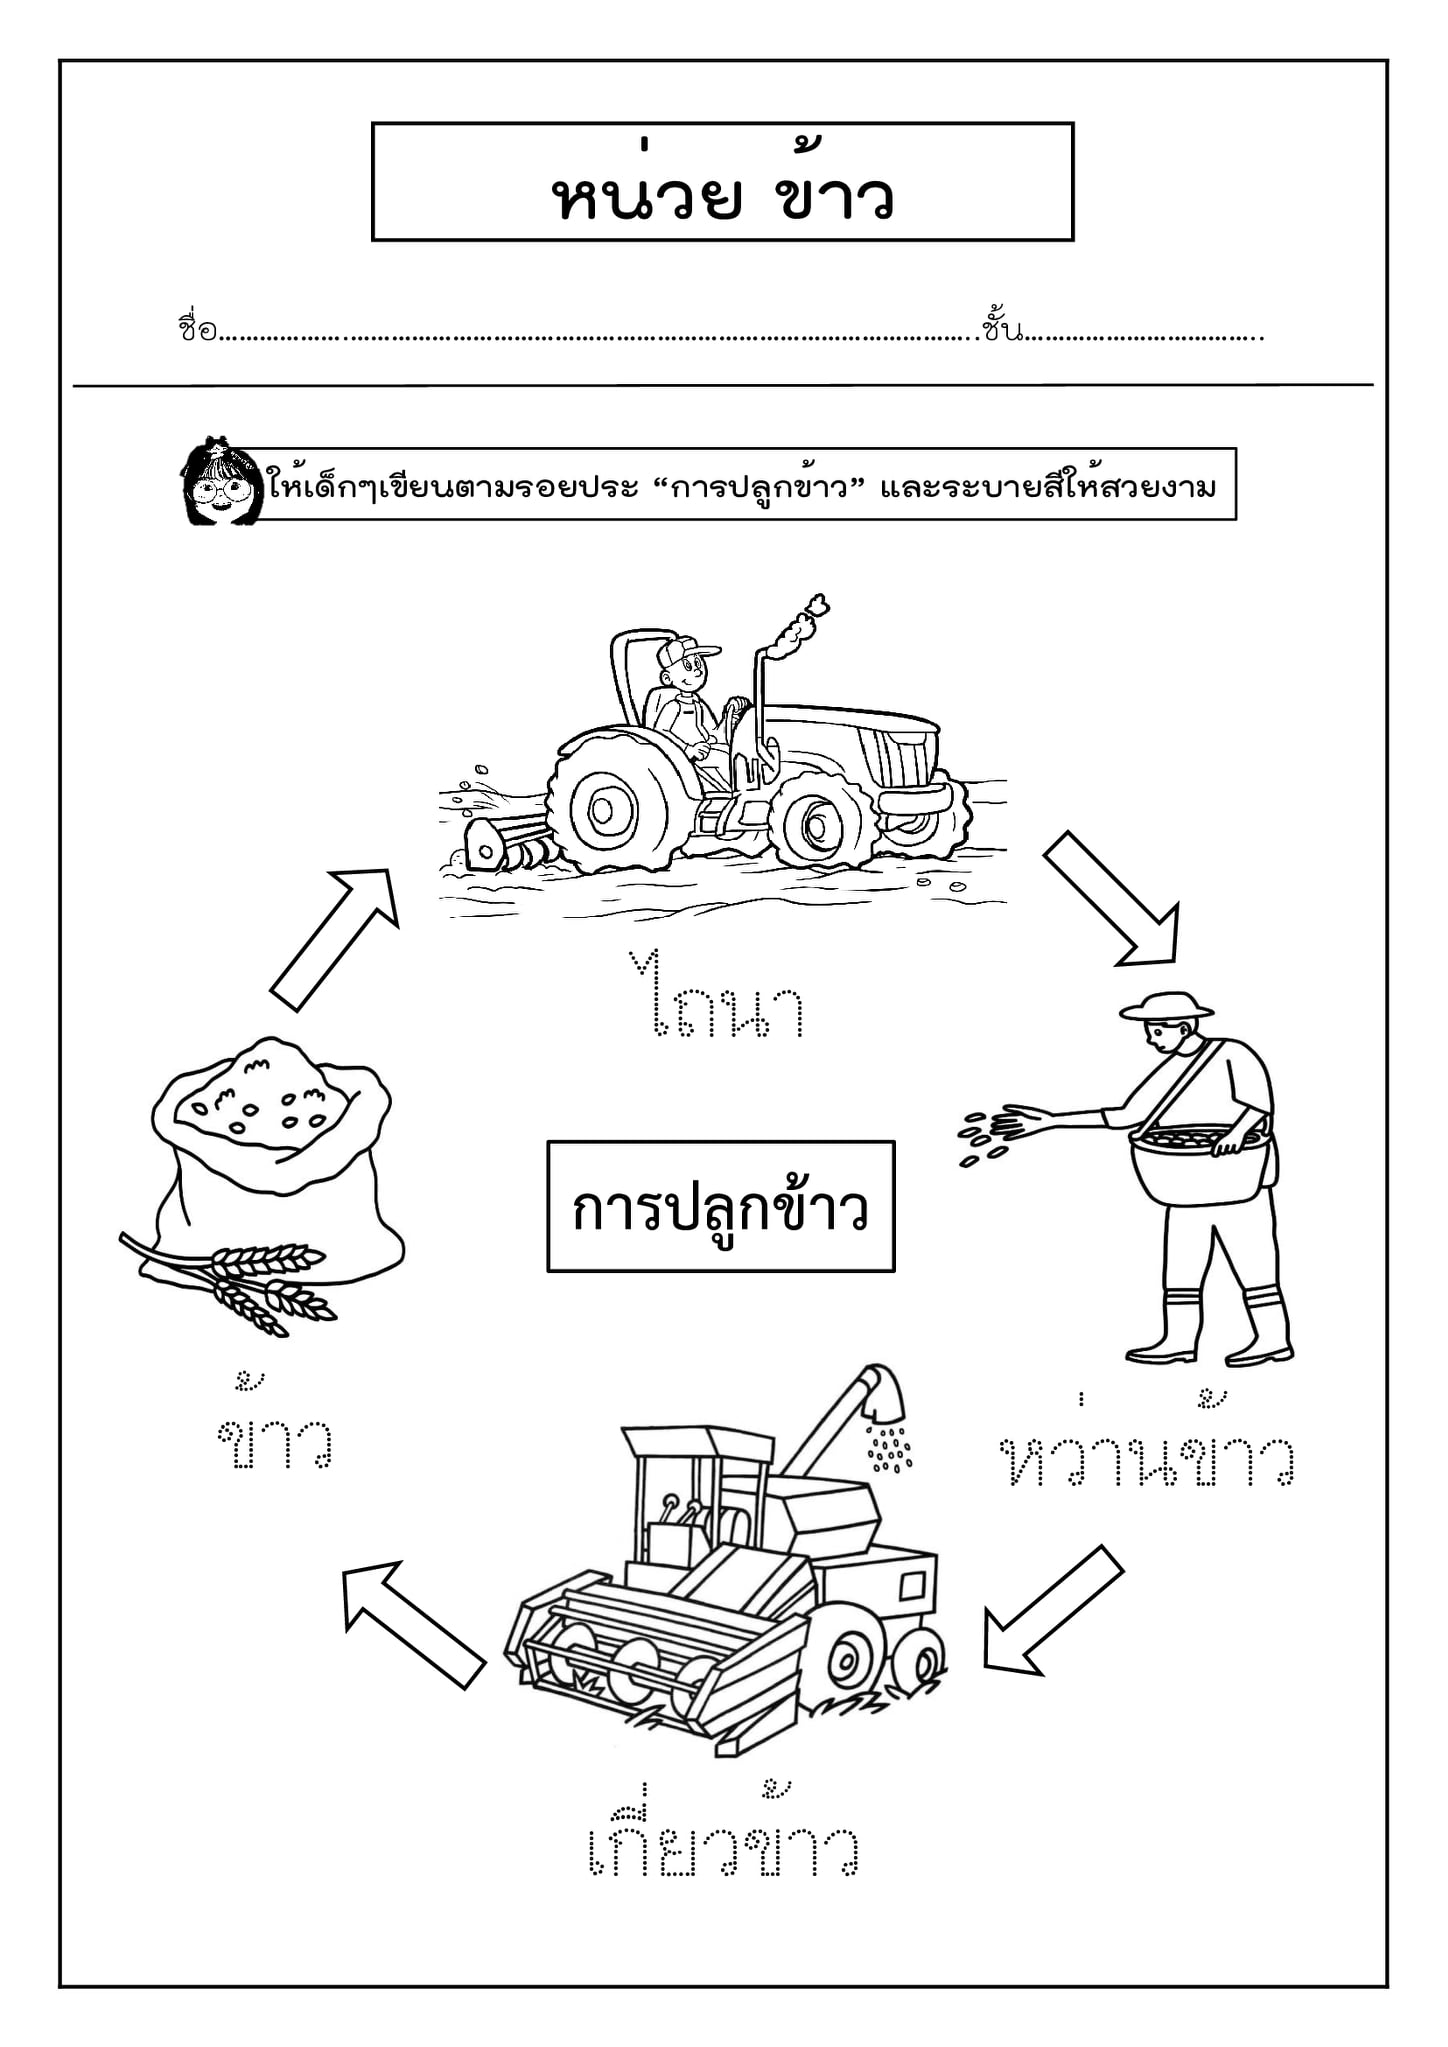 หน่วย ข้าว
ชื่อ........................................................................................ชั้น..................................
ให้เด็กๆเขียนตามรอยประ “การปลูกข้าว” และระบายสีให้สวยงาม
ไถนา
การปลูกข้าว
ข้าว
หว่านข้าว
เกี่ยวข้าว